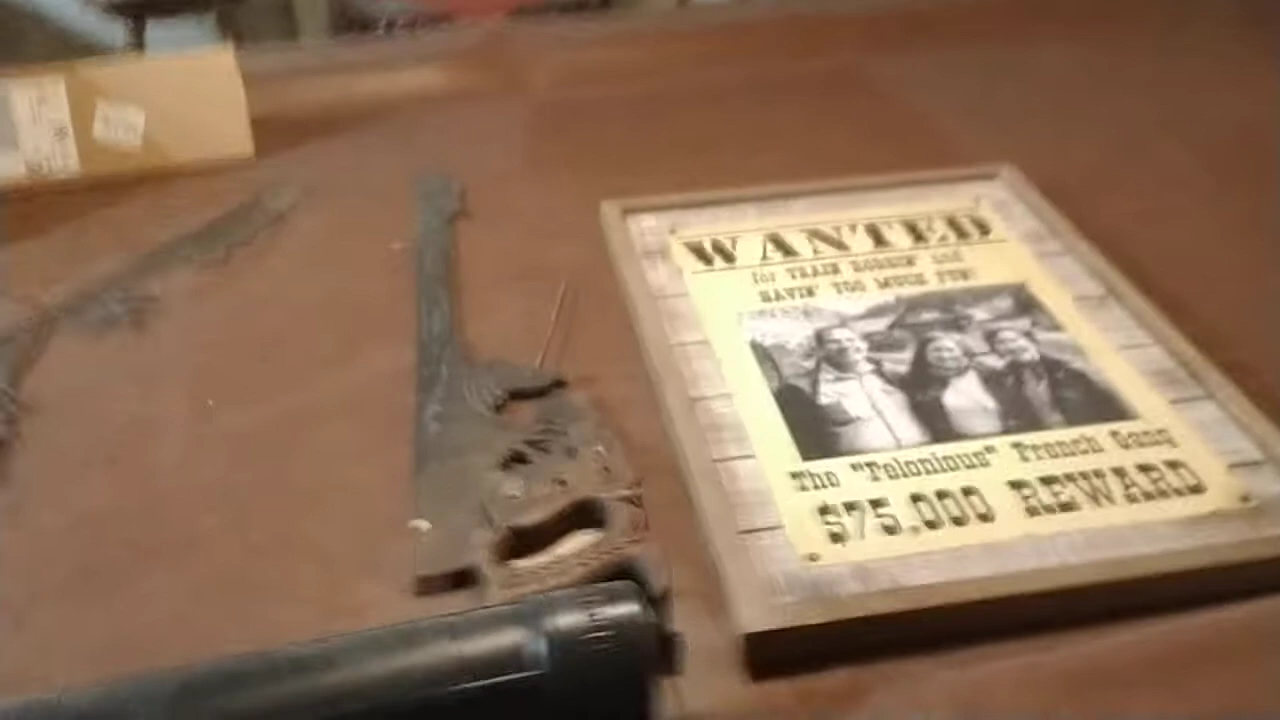 WANTED
for TRAIN ROBBIN' and
HAVIN' TOO MUCH FUN!
The "Felonious" French Gang
$75,000 REWARD